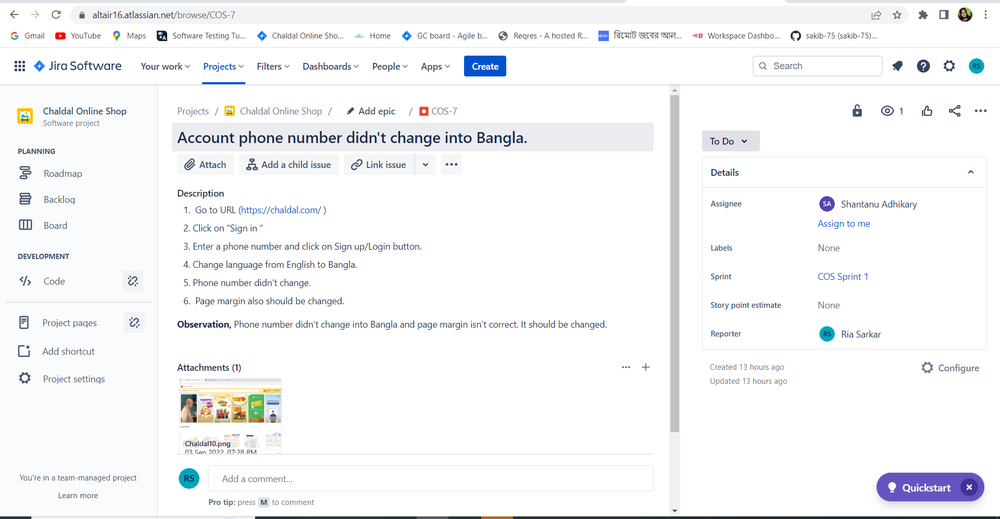 altair16.atlassian.net/browse/COS-7
Gmail
YouTube
Maps
Software Testing Tu...
Chaldal Online Sho...
Home
GC board - Agile b...
Reqres - A hosted R...
রিমোট জবের আল...
Workspace Dashbo...
sakib-75 (sakib-75)...
Jira Software
Your work
Projects
Filters
Dashboards
People
Apps
Create
Search
RS
Chaldal Online Shop
Software project
PLANNING
Roadmap
Backlog
Board
DEVELOPMENT
Code
Project pages
Add shortcut
Project settings
You're in a team-managed project
Learn more
Projects / Chaldal Online Shop / Add epic / COS-7
Account phone number didn't change into Bangla.
Attach
Add a child issue
Link issue
Description
1. Go to URL (https://chaldal.com/ )
2. Click on “Sign in “
3. Enter a phone number and click on Sign up/Login button.
4. Change language from English to Bangla.
5. Phone number didn’t change.
6. Page margin also should be changed.
Observation, Phone number didn’t change into Bangla and page margin isn’t correct. It should be changed.
Attachments (1)
Chaldal10.png
03 Sep 2022, 07:28 PM
RS
Add a comment...
Pro tip: press M to comment
1
To Do
Details
Assignee
SA Shantanu Adhikary
Assign to me
Labels
None
Sprint
COS Sprint 1
Story point estimate
None
Reporter
RS Ria Sarkar
Created 13 hours ago
Updated 13 hours ago
Configure
Quickstart